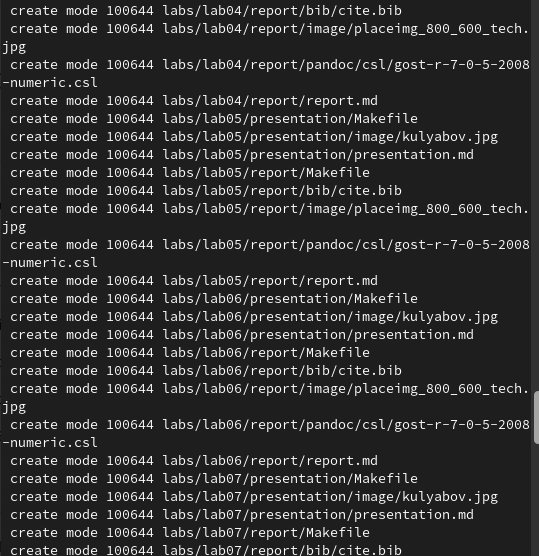 create mode 100644 labs/lab04/report/bib/cite.bib
create mode 100644 labs/lab04/report/image/placeimg_800_600_tech.
jpg
create mode 100644 labs/lab04/report/pandoc/csl/gost-r-7-0-5-2008
-numeric.csl
create mode 100644 labs/lab04/report/report.md
create mode 100644 labs/lab05/presentation/Makefile
create mode 100644 labs/lab05/presentation/image/kulyabov.jpg
create mode 100644 labs/lab05/presentation/presentation.md
create mode 100644 labs/lab05/report/Makefile
create mode 100644 labs/lab05/report/bib/cite.bib
create mode 100644 labs/lab05/report/image/placeimg_800_600_tech.
jpg
create mode 100644 labs/lab05/report/pandoc/csl/gost-r-7-0-5-2008
-numeric.csl
create mode 100644 labs/lab05/report/report.md
create mode 100644 labs/lab06/presentation/Makefile
create mode 100644 labs/lab06/presentation/image/kulyabov.jpg
create mode 100644 labs/lab06/presentation/presentation.md
create mode 100644 labs/lab06/report/Makefile
create mode 100644 labs/lab06/report/bib/cite.bib
create mode 100644 labs/lab06/report/image/placeimg_800_600_tech.
jpg
create mode 100644 labs/lab06/report/pandoc/csl/gost-r-7-0-5-2008
-numeric.csl
create mode 100644 labs/lab06/report/report.md
create mode 100644 labs/lab07/presentation/Makefile
create mode 100644 labs/lab07/presentation/image/kulyabov.jpg
create mode 100644 labs/lab07/presentation/presentation.md
create mode 100644 labs/lab07/report/Makefile
create mode 100644 labs/lab07/report/bib/cite.bib